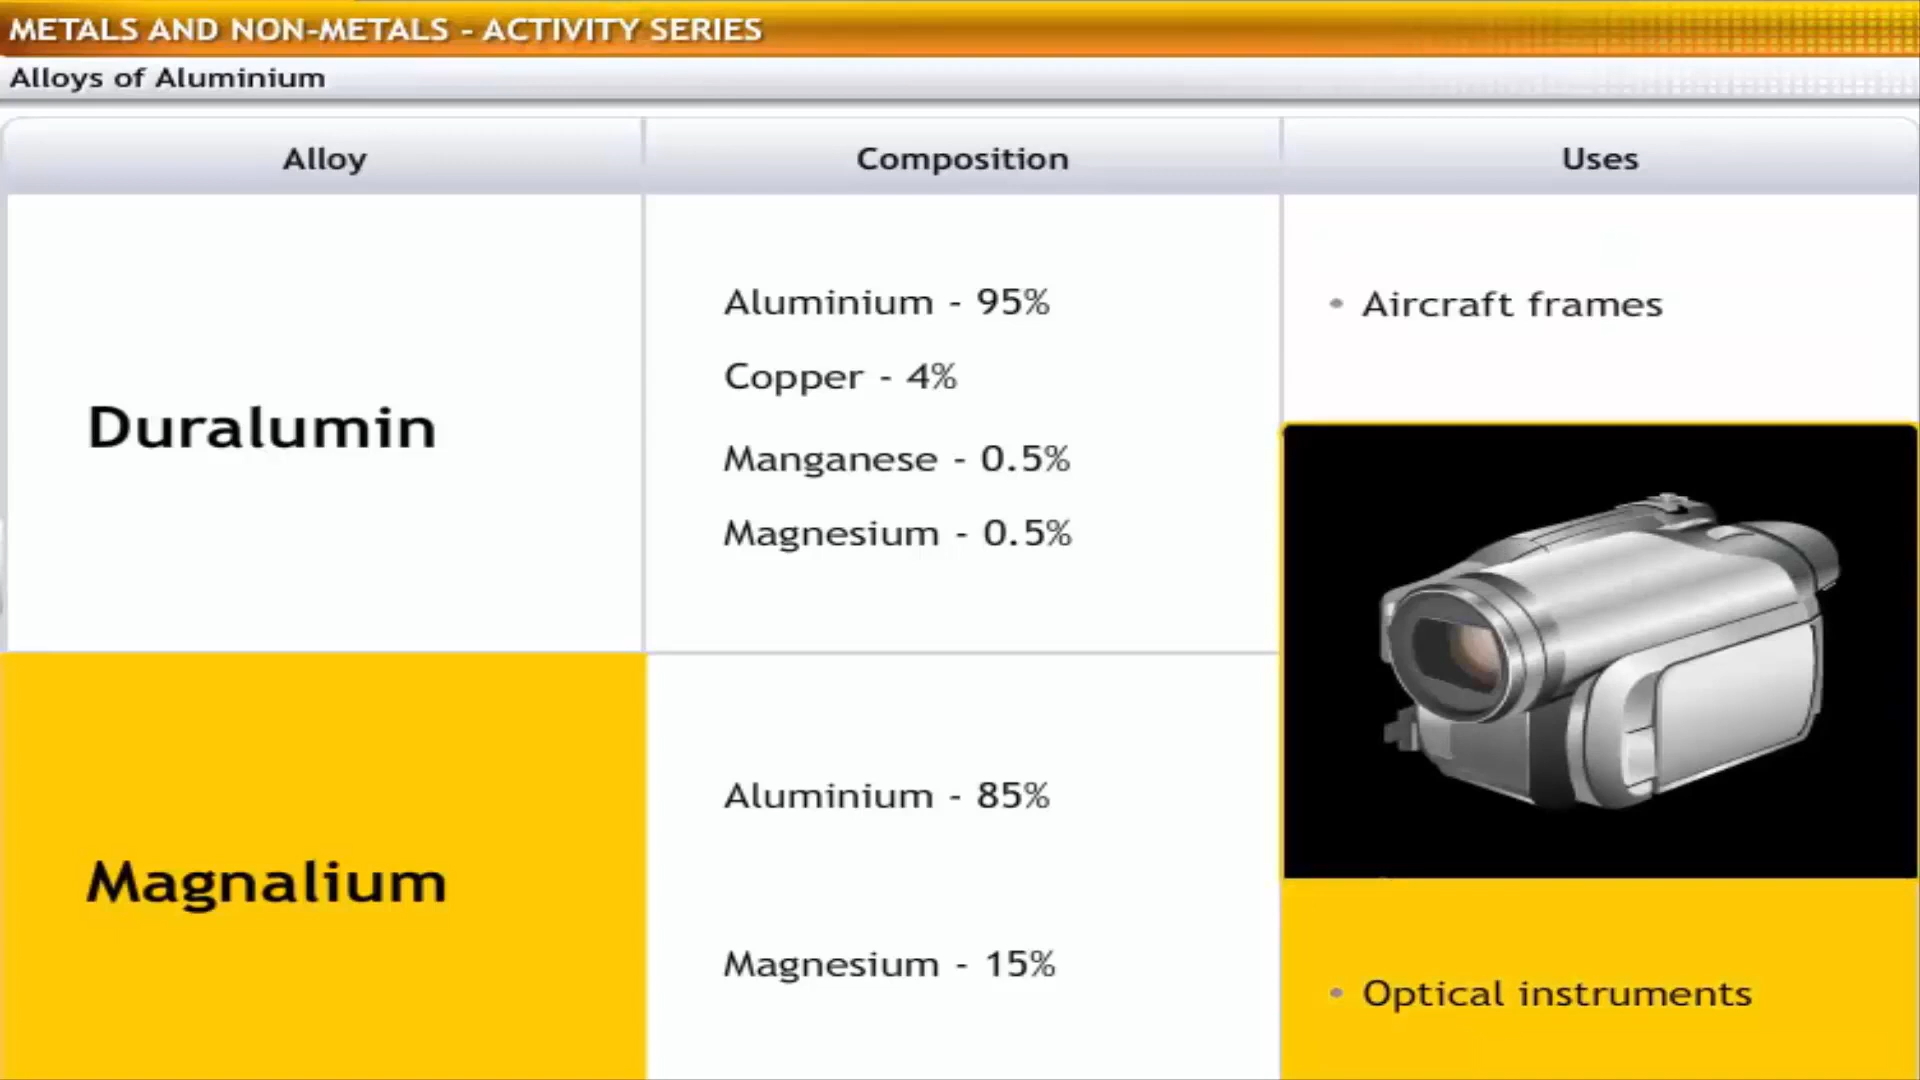 METALS AND NON-METALS - ACTIVITY SERIES
Alloys of Aluminium
Alloy
Composition
Uses
Duralumin
Aluminium - 95%
Copper - 4%
Manganese - 0.5%
Magnesium - 0.5%
• Aircraft frames
Magnalium
Aluminium - 85%
Magnesium - 15%
• Optical instruments